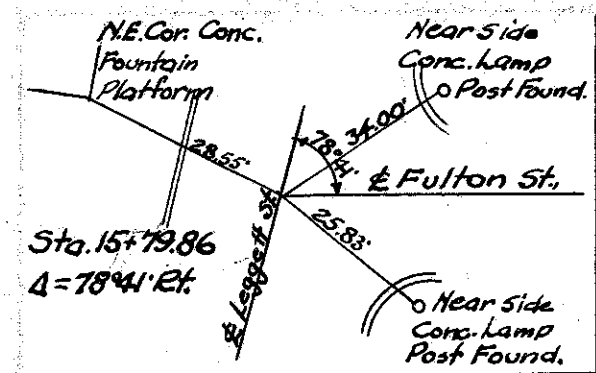 N.E. Cor. Conc.
Fountain
Platform
Near Side
Conc. Lamp
Post Found.
28.55'
34.00'
78°41'
℄ Fulton St.,
25.83'
Sta. 15+79.86
Δ=78°41' Rt.
℄ Leggett St.
Near Side
Conc. Lamp
Post Found.